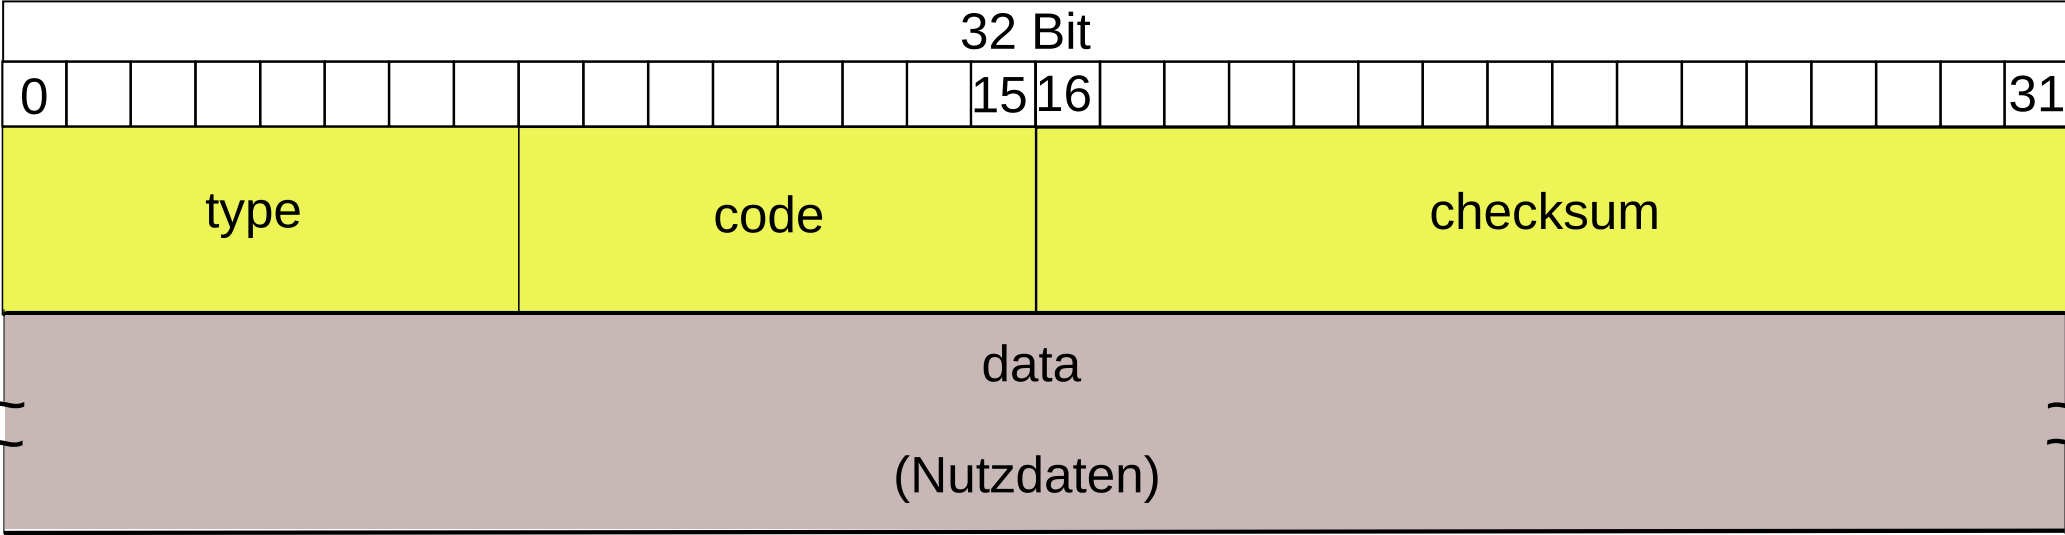 32 Bit
0 15 16 31
type code checksum
data
(Nutzdaten)